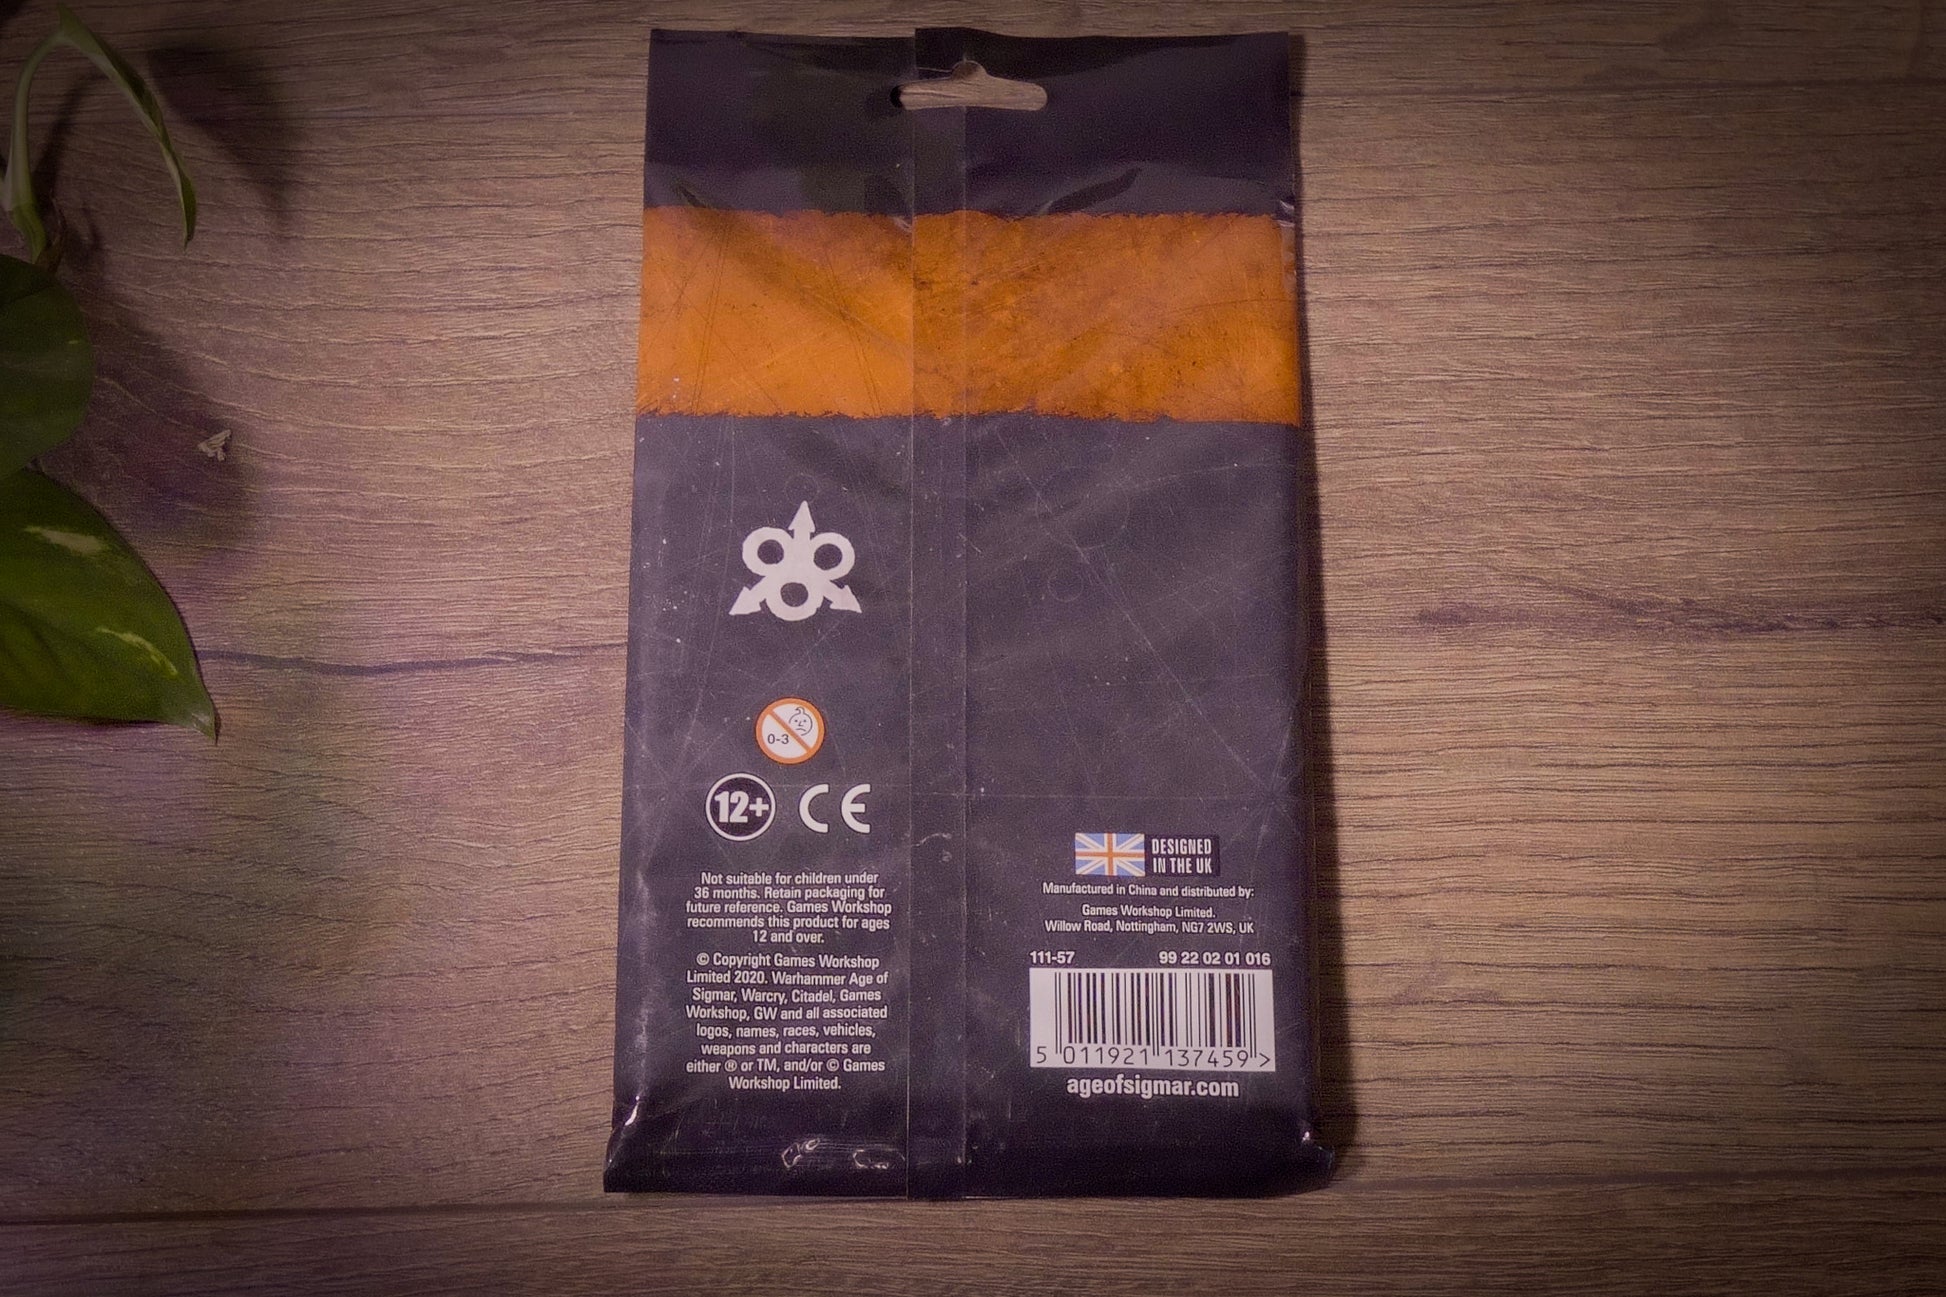 0-3
12+ CE
Not suitable for children under
36 months. Retain packaging for
future reference. Games Workshop
recommends this product for ages
12 and over.
© Copyright Games Workshop
Limited 2020. Warhammer Age of
Sigmar, Warcry, Citadel, Games
Workshop, GW and all associated
logos, names, races, vehicles,
weapons and characters are
either ® or TM, and/or © Games
Workshop Limited.
DESIGNED
IN THE UK
Manufactured in China and distributed by:
Games Workshop Limited.
Willow Road, Nottingham, NG7 2WS, UK
111-57 99 22 02 01 016
5 011921 137459 >
ageofsigmar.com